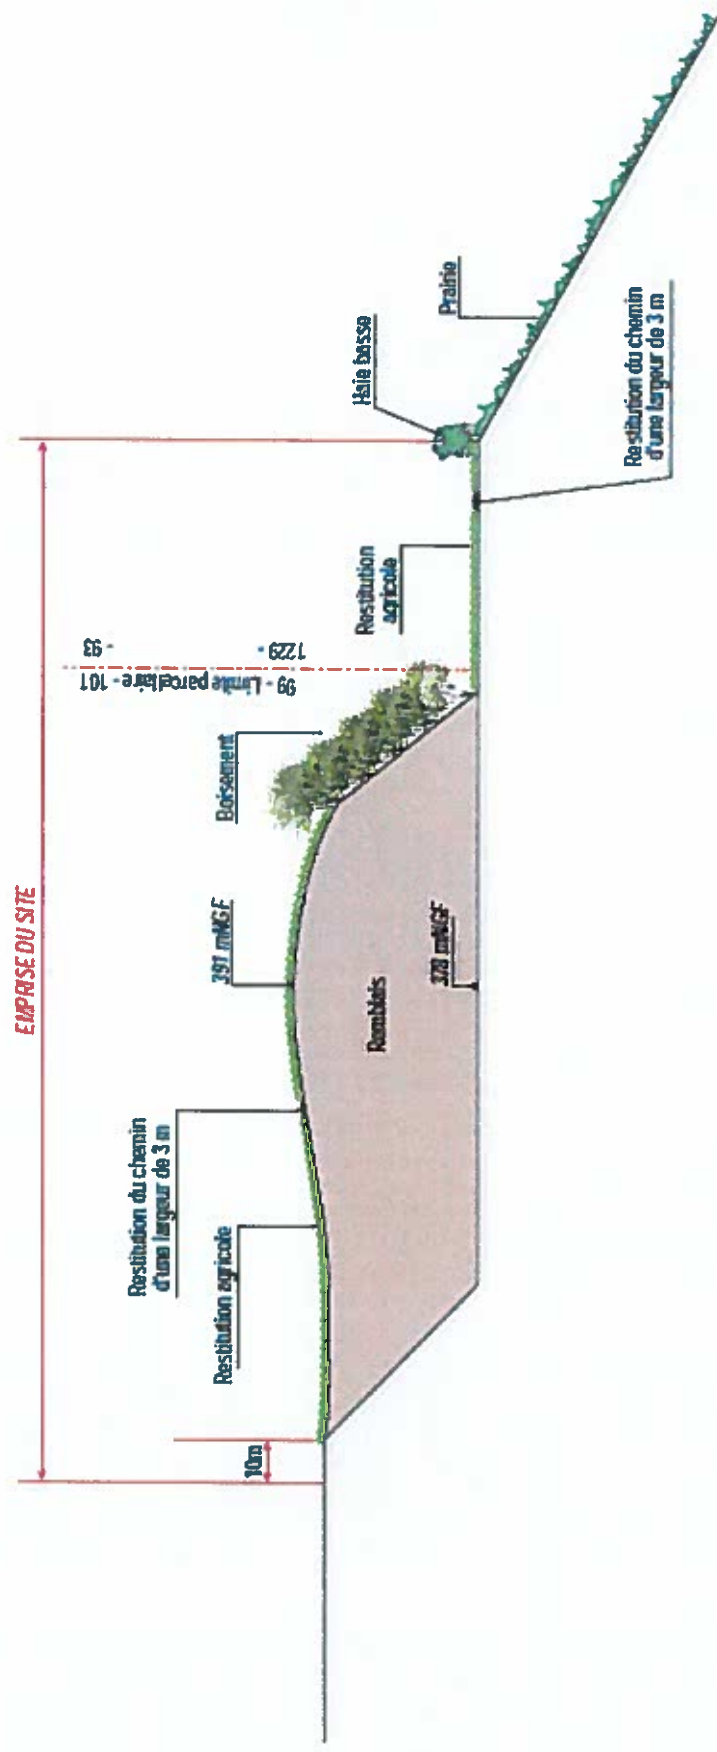 EMPRISE DU SITE
10m
Restitution agricole
Restitution du chemin
d'une largeur de 3 m
391 mNGF
Remblais
378 mNGF
Boisement
99 - Limite parcellaire - 101
1229 - - 93
Restitution
agricole
Haie basse
Prairie
Restitution du chemin
d'une largeur de 3 m